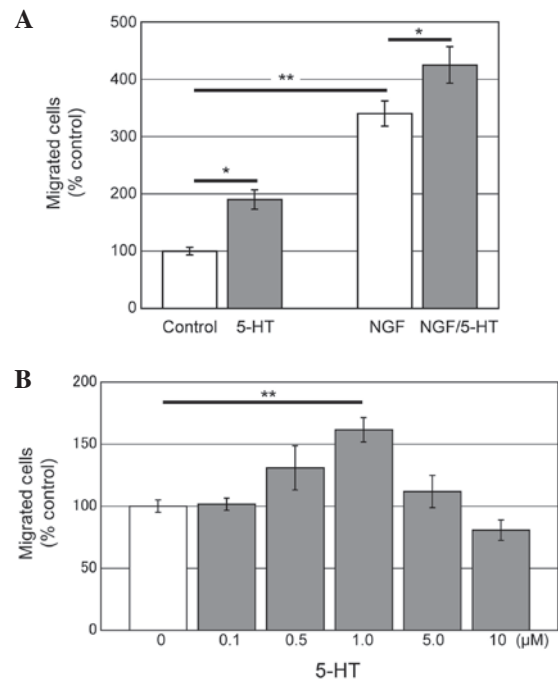 A
Migrated cells
(% control)
500
400
300
200
100
0
*
**
*
Control 5-HT NGF NGF/5-HT
B
Migrated cells
(% control)
200
150
100
50
0
**
0 0.1 0.5 1.0 5.0 10 (µM)
5-HT